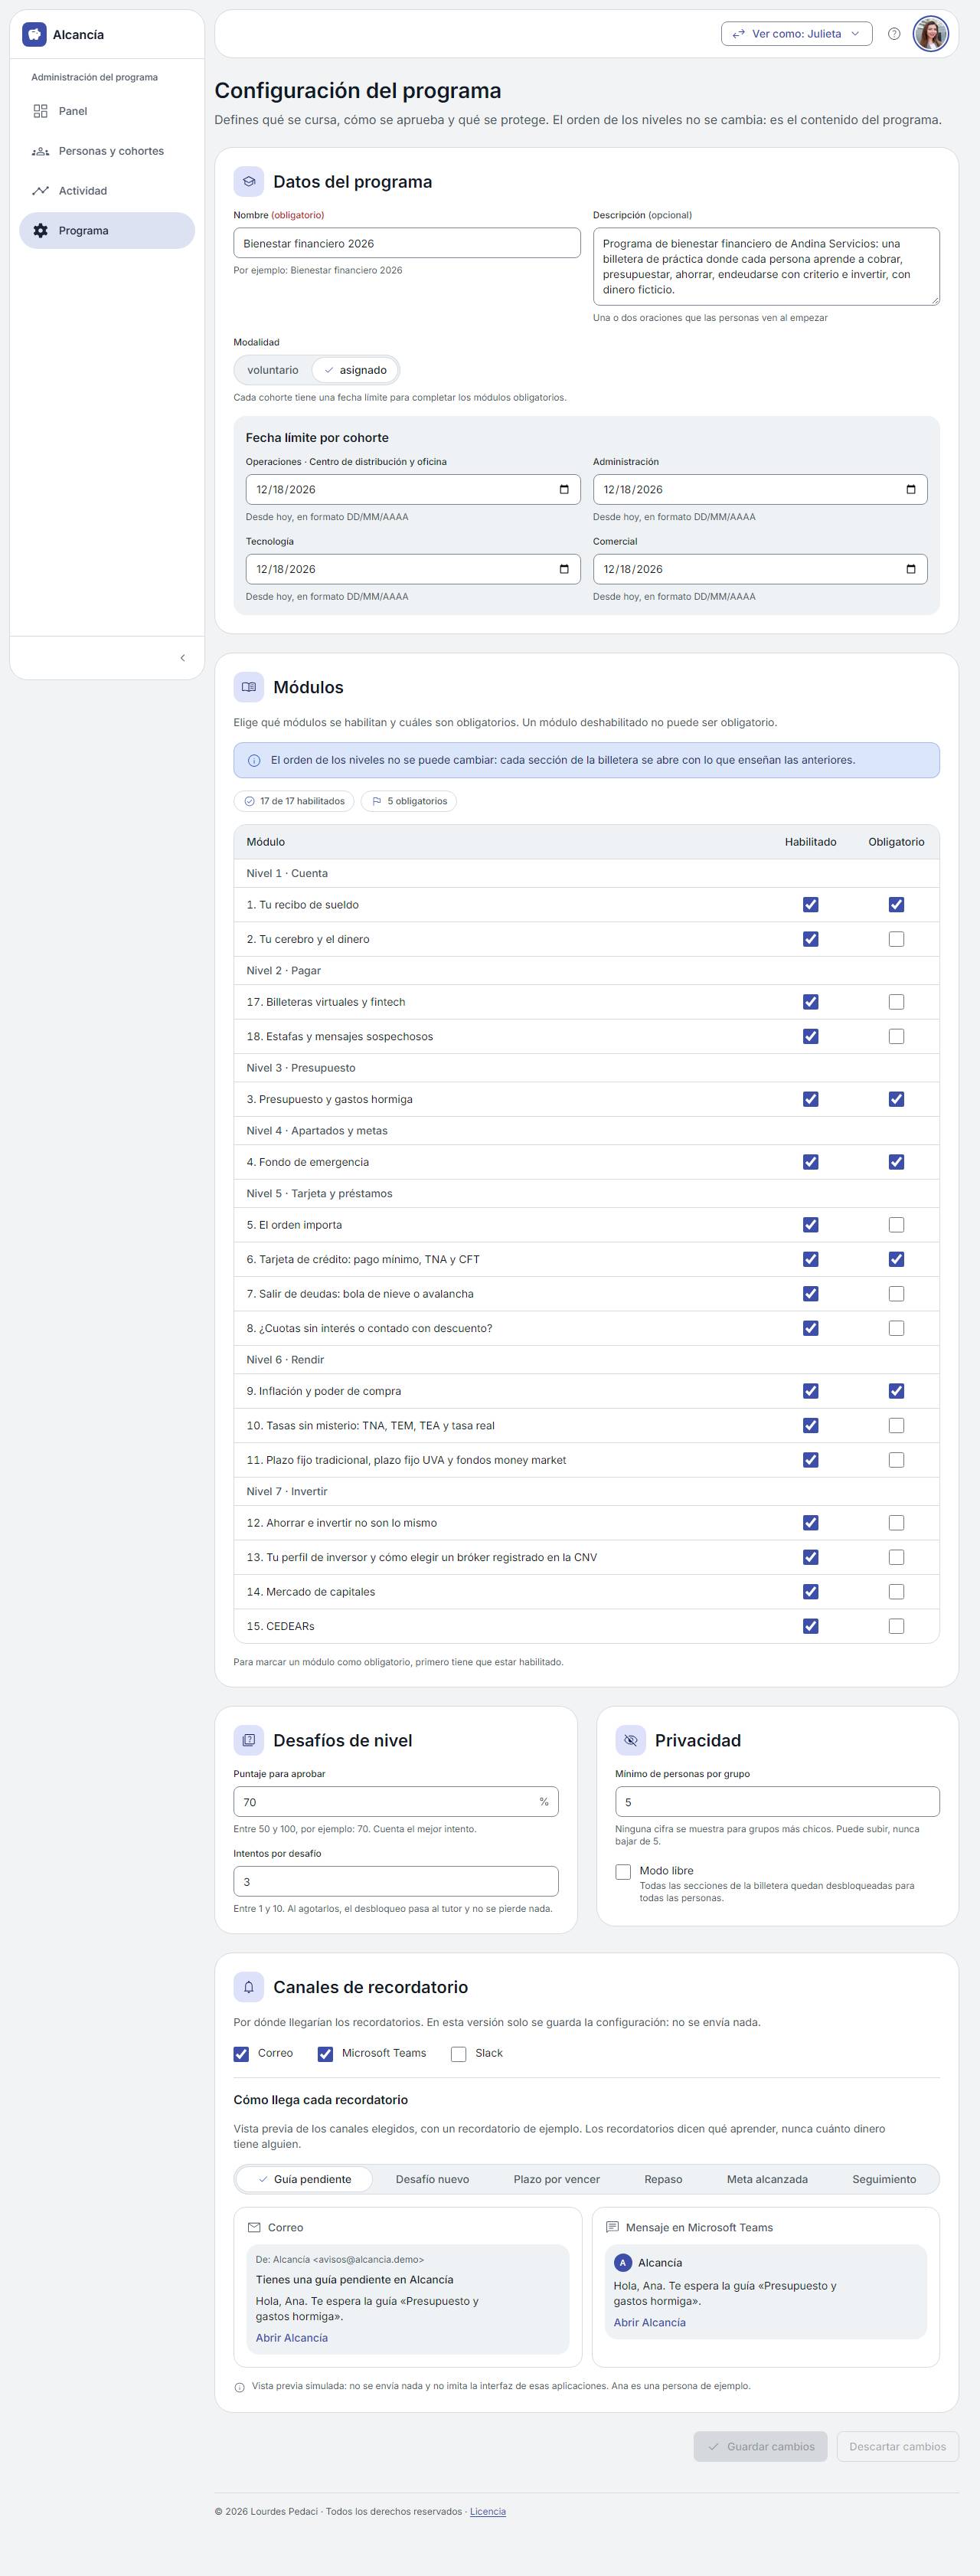 Alcancía
Ver como: Julieta
Administración del programa
Panel
Personas y cohortes
Actividad
Programa
Configuración del programa
Defines qué se cursa, cómo se aprueba y qué se protege. El orden de los niveles no se cambia: es el contenido del programa.
Datos del programa
Nombre (obligatorio)
Bienestar financiero 2026
Por ejemplo: Bienestar financiero 2026
Descripción (opcional)
Programa de bienestar financiero de Andina Servicios: una
billetera de práctica donde cada persona aprende a cobrar,
presupuestar, ahorrar, endeudarse con criterio e invertir, con
dinero ficticio.
Una o dos oraciones que las personas ven al empezar
Modalidad
voluntario
asignado
Cada cohorte tiene una fecha límite para completar los módulos obligatorios.
Fecha límite por cohorte
Operaciones · Centro de distribución y oficina
12/18/2026
Desde hoy, en formato DD/MM/AAAA
Administración
12/18/2026
Desde hoy, en formato DD/MM/AAAA
Tecnología
12/18/2026
Desde hoy, en formato DD/MM/AAAA
Comercial
12/18/2026
Desde hoy, en formato DD/MM/AAAA
Módulos
Elige qué módulos se habilitan y cuáles son obligatorios. Un módulo deshabilitado no puede ser obligatorio.
El orden de los niveles no se puede cambiar: cada sección de la billetera se abre con lo que enseñan las anteriores.
17 de 17 habilitados
5 obligatorios
Módulo Habilitado Obligatorio
Nivel 1 · Cuenta
1. Tu recibo de sueldo
2. Tu cerebro y el dinero
Nivel 2 · Pagar
17. Billeteras virtuales y fintech
18. Estafas y mensajes sospechosos
Nivel 3 · Presupuesto
3. Presupuesto y gastos hormiga
Nivel 4 · Apartados y metas
4. Fondo de emergencia
Nivel 5 · Tarjeta y préstamos
5. El orden importa
6. Tarjeta de crédito: pago mínimo, TNA y CFT
7. Salir de deudas: bola de nieve o avalancha
8. ¿Cuotas sin interés o contado con descuento?
Nivel 6 · Rendir
9. Inflación y poder de compra
10. Tasas sin misterio: TNA, TEM, TEA y tasa real
11. Plazo fijo tradicional, plazo fijo UVA y fondos money market
Nivel 7 · Invertir
12. Ahorrar e invertir no son lo mismo
13. Tu perfil de inversor y cómo elegir un bróker registrado en la CNV
14. Mercado de capitales
15. CEDEARs
Para marcar un módulo como obligatorio, primero tiene que estar habilitado.
Desafíos de nivel
Puntaje para aprobar
70 %
Entre 50 y 100, por ejemplo: 70. Cuenta el mejor intento.
Intentos por desafío
3
Entre 1 y 10. Al agotarlos, el desbloqueo pasa al tutor y no se pierde nada.
Privacidad
Mínimo de personas por grupo
5
Ninguna cifra se muestra para grupos más chicos. Puede subir, nunca
bajar de 5.
Modo libre
Todas las secciones de la billetera quedan desbloqueadas para
todas las personas.
Canales de recordatorio
Por dónde llegarían los recordatorios. En esta versión solo se guarda la configuración: no se envía nada.
Correo
Microsoft Teams
Slack
Cómo llega cada recordatorio
Vista previa de los canales elegidos, con un recordatorio de ejemplo. Los recordatorios dicen qué aprender, nunca cuánto dinero
tiene alguien.
Guía pendiente
Desafío nuevo
Plazo por vencer
Repaso
Meta alcanzada
Seguimiento
Correo
De: Alcancía <avisos@alcancia.demo>
Tienes una guía pendiente en Alcancía
Hola, Ana. Te espera la guía «Presupuesto y
gastos hormiga».
Abrir Alcancía
Mensaje en Microsoft Teams
A
Alcancía
Hola, Ana. Te espera la guía «Presupuesto y
gastos hormiga».
Abrir Alcancía
Vista previa simulada: no se envía nada y no imita la interfaz de esas aplicaciones. Ana es una persona de ejemplo.
Guardar cambios
Descartar cambios
© 2026 Lourdes Pedaci · Todos los derechos reservados · Licencia